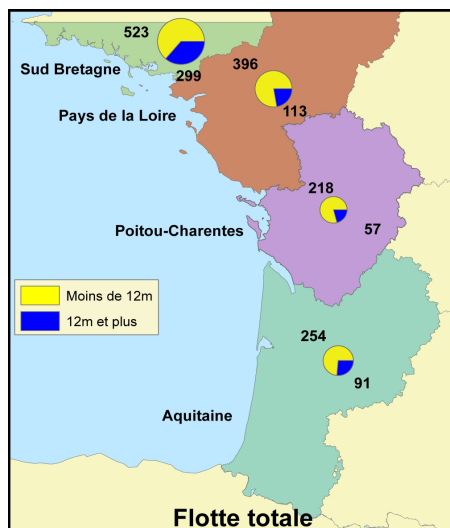 523
Sud Bretagne
299
396
Pays de la Loire
113
218
Poitou-Charentes
57
Moins de 12m
12m et plus
254
91
Aquitaine
Flotte totale